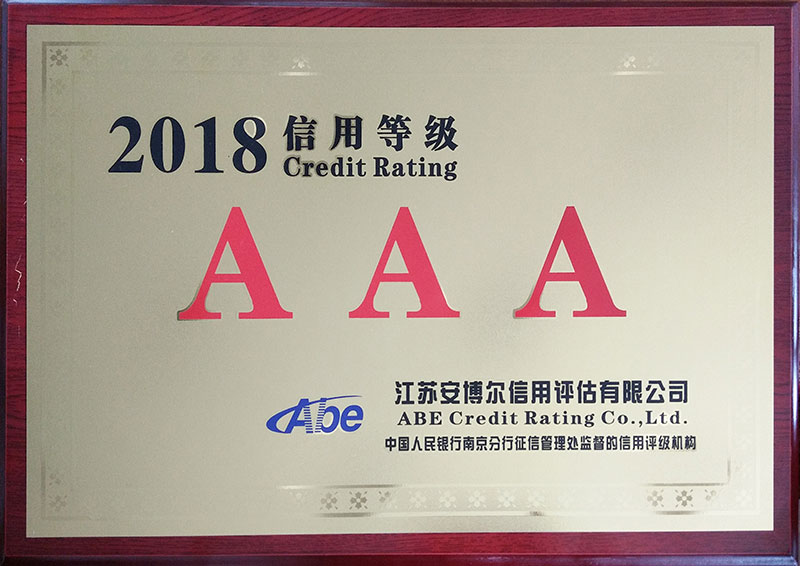 2018 信用等级
Credit Rating
AAA
Abe
江苏安博尔信用评估有限公司
ABE Credit Rating Co.,Ltd.
中国人民银行南京分行征信管理处监督的信用评级机构